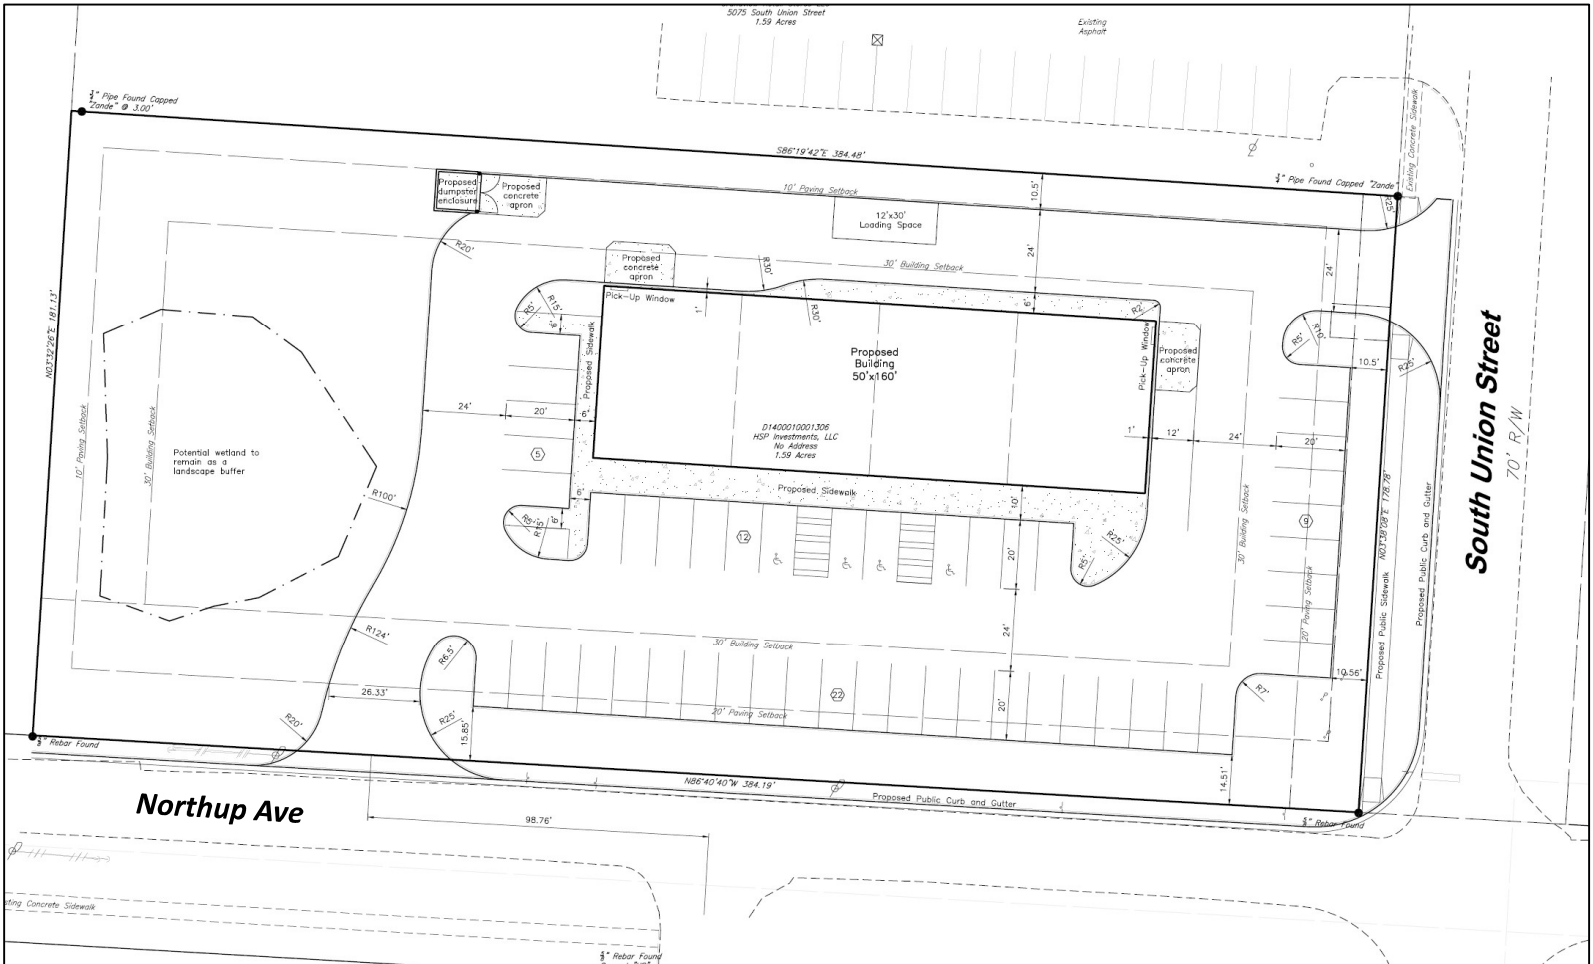 5075 South Union Street
1.59 Acres
Existing
Asphalt
Existing Concrete Sidewalk
Pipe Found Capped
"Zande" @ 3.00'
S86°19'42"E 384.48'
Pipe Found Capped "Zande"
R25'
10' Paving Setback
10.5'
Proposed
dumpster
enclosure
Proposed
concrete
apron
12'x30'
Loading Space
24'
24'
R20'
30' Building Setback
R30'
Proposed
concrete
apron
Pick-Up Window
R15'
R5'
1'
R30'
6'
R2'
R10'
R5'
N03°32'26"E 181.13'
Proposed Sidewalk
Proposed
Building
50'x160'
Pick-Up Window
Proposed
concrete
apron
10.5'
R25'
South Union Street
70' R/W
24'
20'
6'
D1400010001306
HSP Investments, LLC
No Address
1.59 Acres
1'
12'
24'
20'
10' Paving Setback
30' Building Setback
Potential wetland to
remain as a
landscape buffer
5
R100'
6'
Proposed Sidewalk
10'
R5'
R15'
6'
12
20'
R25'
R5'
30' Building Setback
9
20' Paving Setback
N03°38'08"E 178.78'
Proposed Public Sidewalk
Proposed Public Curb and Gutter
R124'
R6.5'
30' Building Setback
24'
26.33'
22
20'
R7'
10.56'
R20'
R25'
15.85'
20' Paving Setback
14.51'
Rebar Found
N86°40'40"W 384.19'
Proposed Public Curb and Gutter
Rebar Found
Northup Ave
98.76'
Concrete Sidewalk
Rebar Found